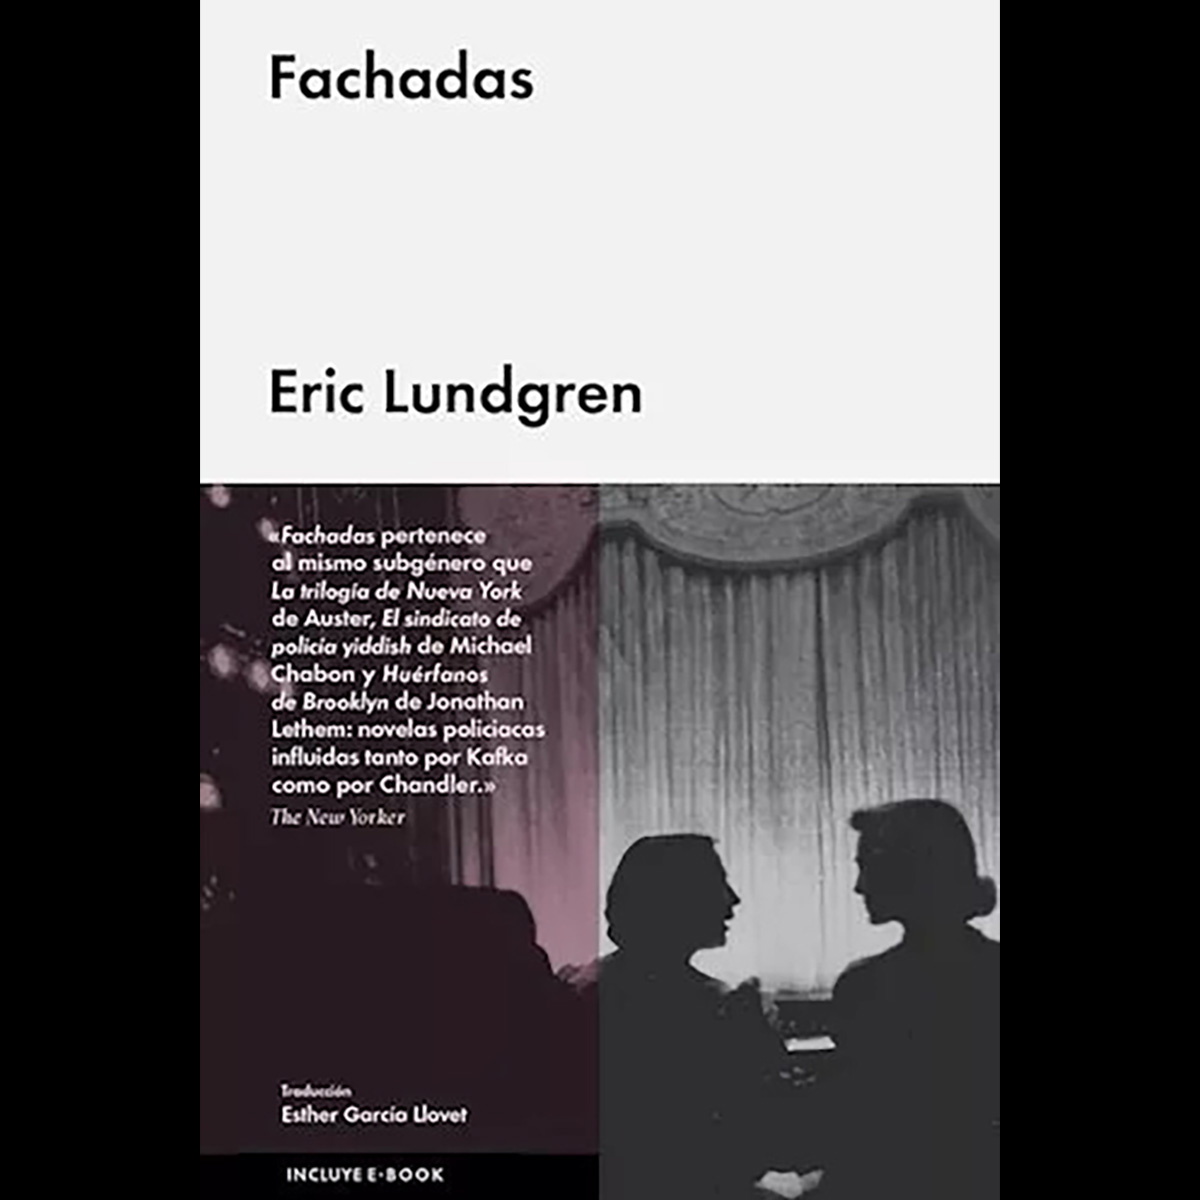 Fachadas
Eric Lundgren
«Fachadas pertenece
al mismo subgénero que
La trilogía de Nueva York
de Auster, El sindicato de
policía yiddish de Michael
Chabon y Huérfanos
de Brooklyn de Jonathan
Lethem: novelas policiacas
influidas tanto por Kafka
como por Chandler.»
The New Yorker
Traducción
Esther García Llovet
INCLUYE E-BOOK